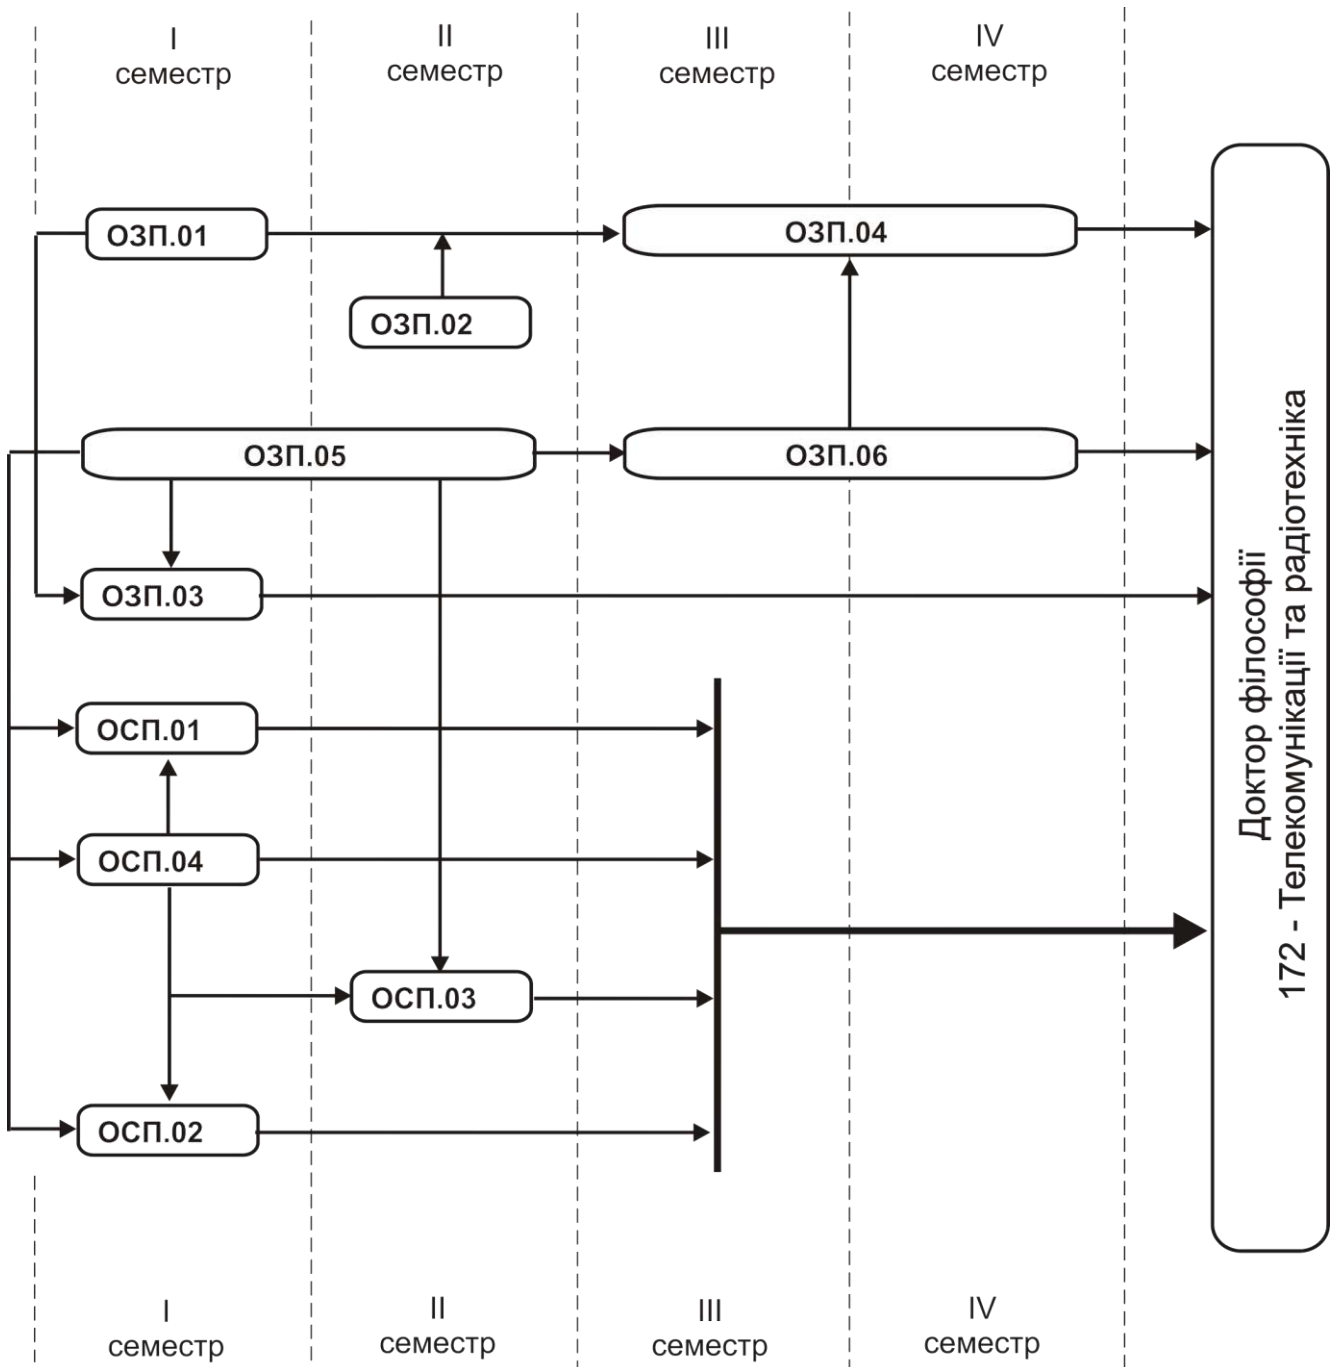 I
семестр
II
семестр
III
семестр
IV
семестр
ОЗП.01
ОЗП.04
ОЗП.02
ОЗП.05
ОЗП.06
ОЗП.03
ОСП.01
ОСП.04
ОСП.03
ОСП.02
Доктор філософії
172 - Телекомунікації та радіотехніка
I
семестр
II
семестр
III
семестр
IV
семестр